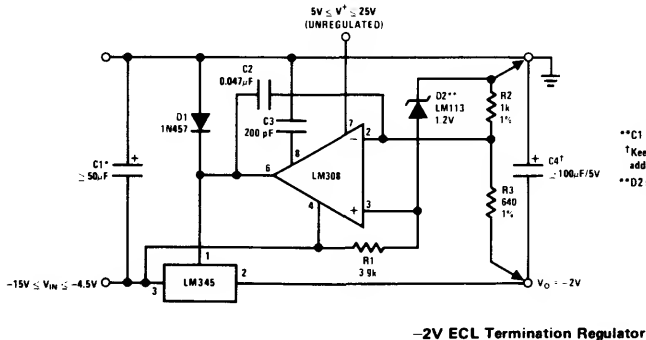 5V ≤ V+ ≤ 25V
(UNREGULATED)
C2
0.047μF
D1
1N457
C3
200 pF
D2**
LM113
1.2V
R2
1k
1%
7
2
8
6
LM308
−
+
4
3
C1*
≥ 50μF
+
C4†
≥100μF/5V
+
R3
640
1%
**C1
†Kee
add
**D2
R1
3 9k
1
−15V ≤ VIN ≤ −4.5V
3
LM345
2
VO = −2V
−2V ECL Termination Regulator